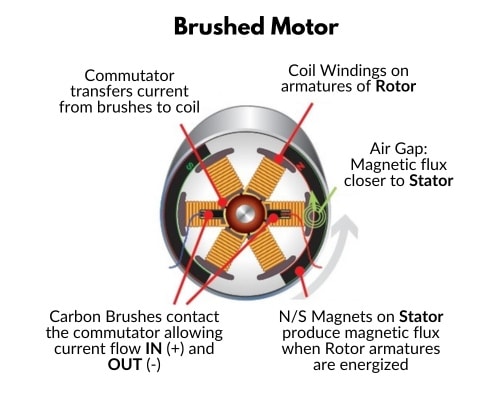 Brushed Motor
Commutator
transfers current
from brushes to coil
Coil Windings on
armatures of Rotor
Air Gap:
Magnetic flux
closer to Stator
S
N
Carbon Brushes contact
the commutator allowing
current flow IN (+) and
OUT (-)
N/S Magnets on Stator
produce magnetic flux
when Rotor armatures
are energized